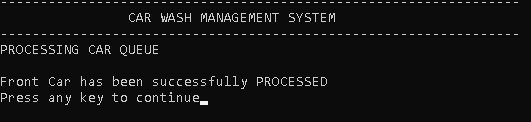 CAR WASH MANAGEMENT SYSTEM
PROCESSING CAR QUEUE
Front Car has been successfully PROCESSED
Press any key to continue